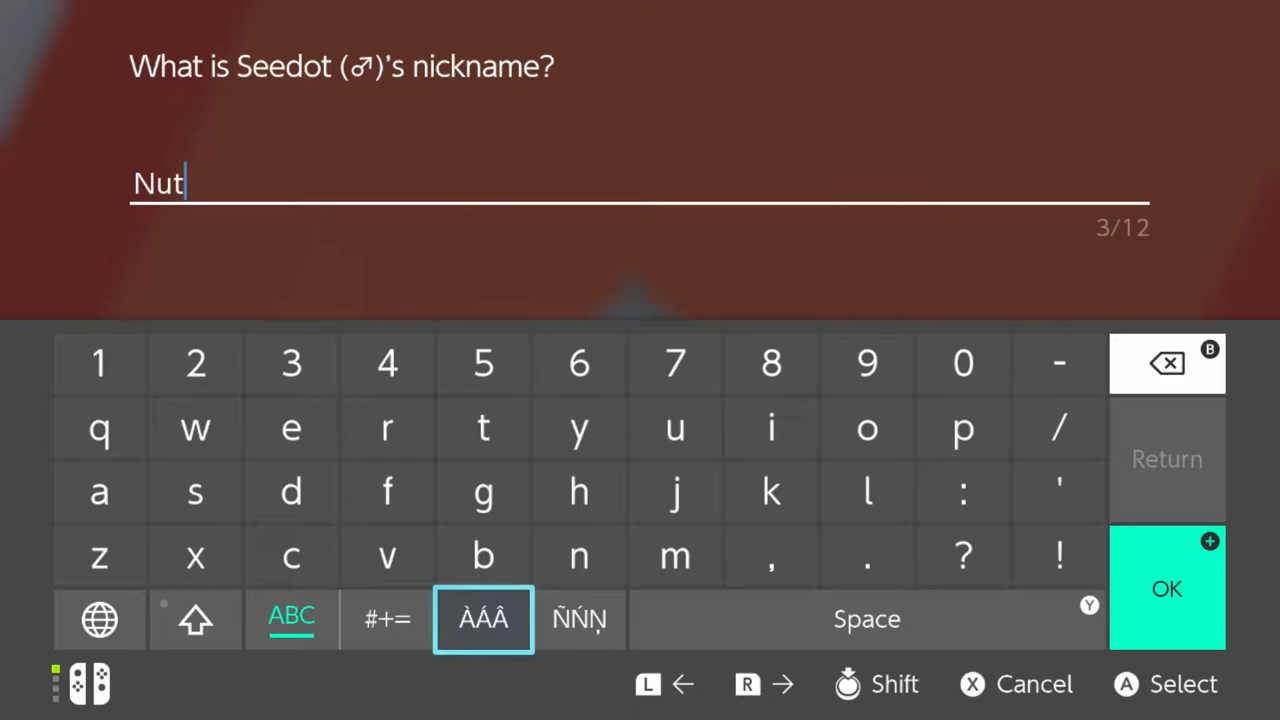 What is Seedot (♂)'s nickname?
Nut
3/12
1 2 3 4 5 6 7 8 9 0 - B
q w e r t y u i o p /
Return
a s d f g h j k l : '
z x c v b n m , . ? ! +
OK
ABC #+= ÀÁÂ ÑŃŅ Space Y
L ← R → Shift X Cancel A Select